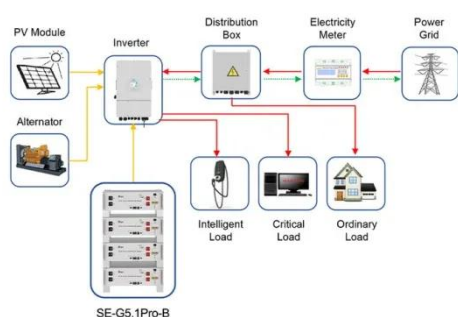 PV Module
Inverter
Distribution
Box
Electricity
Meter
Power
Grid
Alternator
Intelligent
Load
Critical
Load
Ordinary
Load
SE-G5.1Pro-B